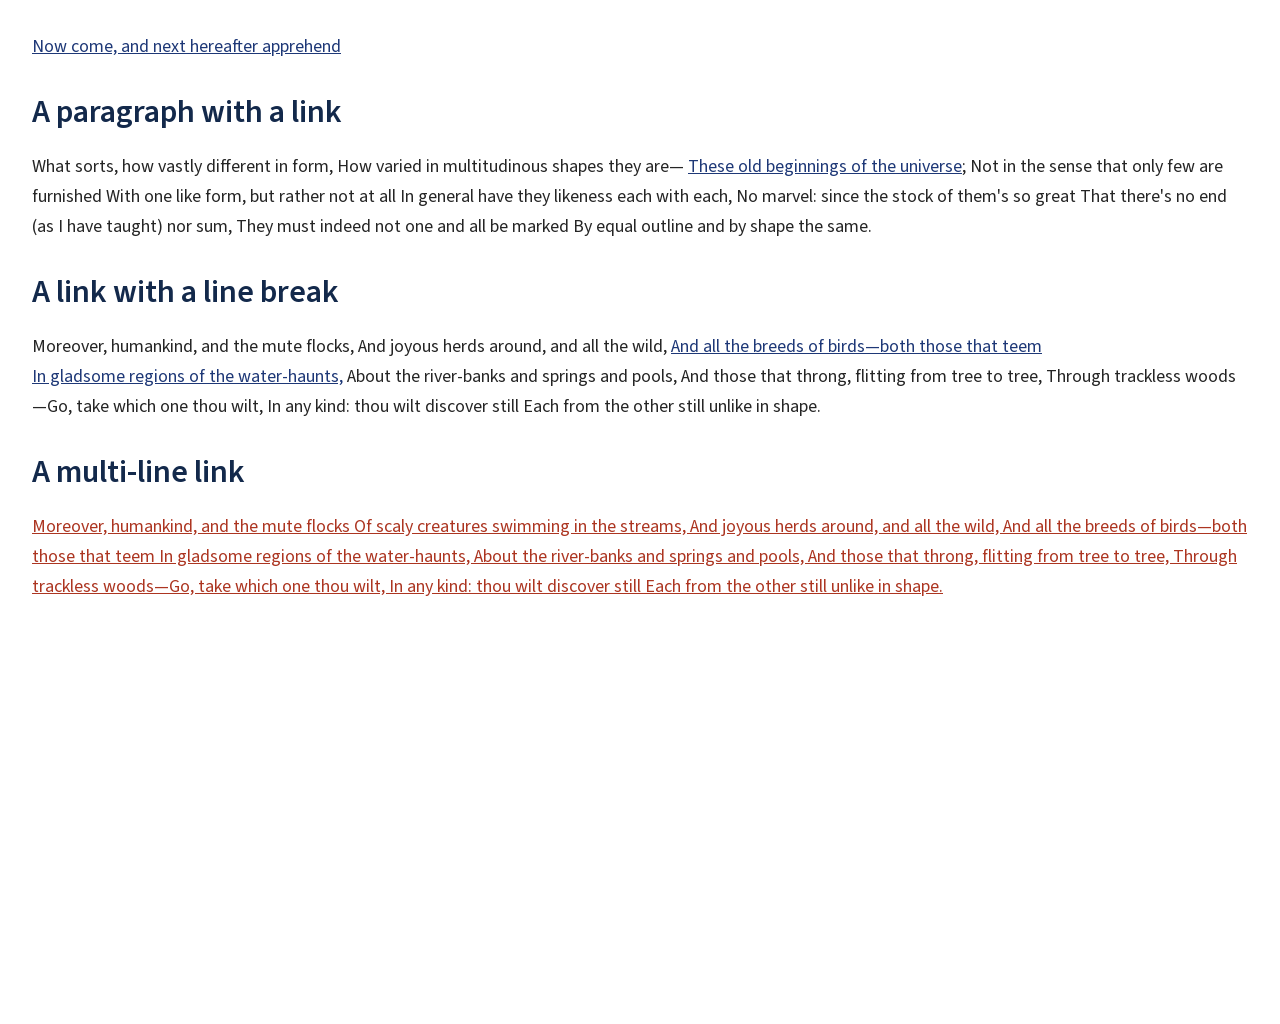 Now come, and next hereafter apprehend
A paragraph with a link
What sorts, how vastly different in form, How varied in multitudinous shapes they are— These old beginnings of the universe; Not in the sense that only few are
furnished With one like form, but rather not at all In general have they likeness each with each, No marvel: since the stock of them's so great That there's no end
(as I have taught) nor sum, They must indeed not one and all be marked By equal outline and by shape the same.
A link with a line break
Moreover, humankind, and the mute flocks, And joyous herds around, and all the wild, And all the breeds of birds—both those that teem
In gladsome regions of the water-haunts, About the river-banks and springs and pools, And those that throng, flitting from tree to tree, Through trackless woods
—Go, take which one thou wilt, In any kind: thou wilt discover still Each from the other still unlike in shape.
A multi-line link
Moreover, humankind, and the mute flocks Of scaly creatures swimming in the streams, And joyous herds around, and all the wild, And all the breeds of birds—both
those that teem In gladsome regions of the water-haunts, About the river-banks and springs and pools, And those that throng, flitting from tree to tree, Through
trackless woods—Go, take which one thou wilt, In any kind: thou wilt discover still Each from the other still unlike in shape.